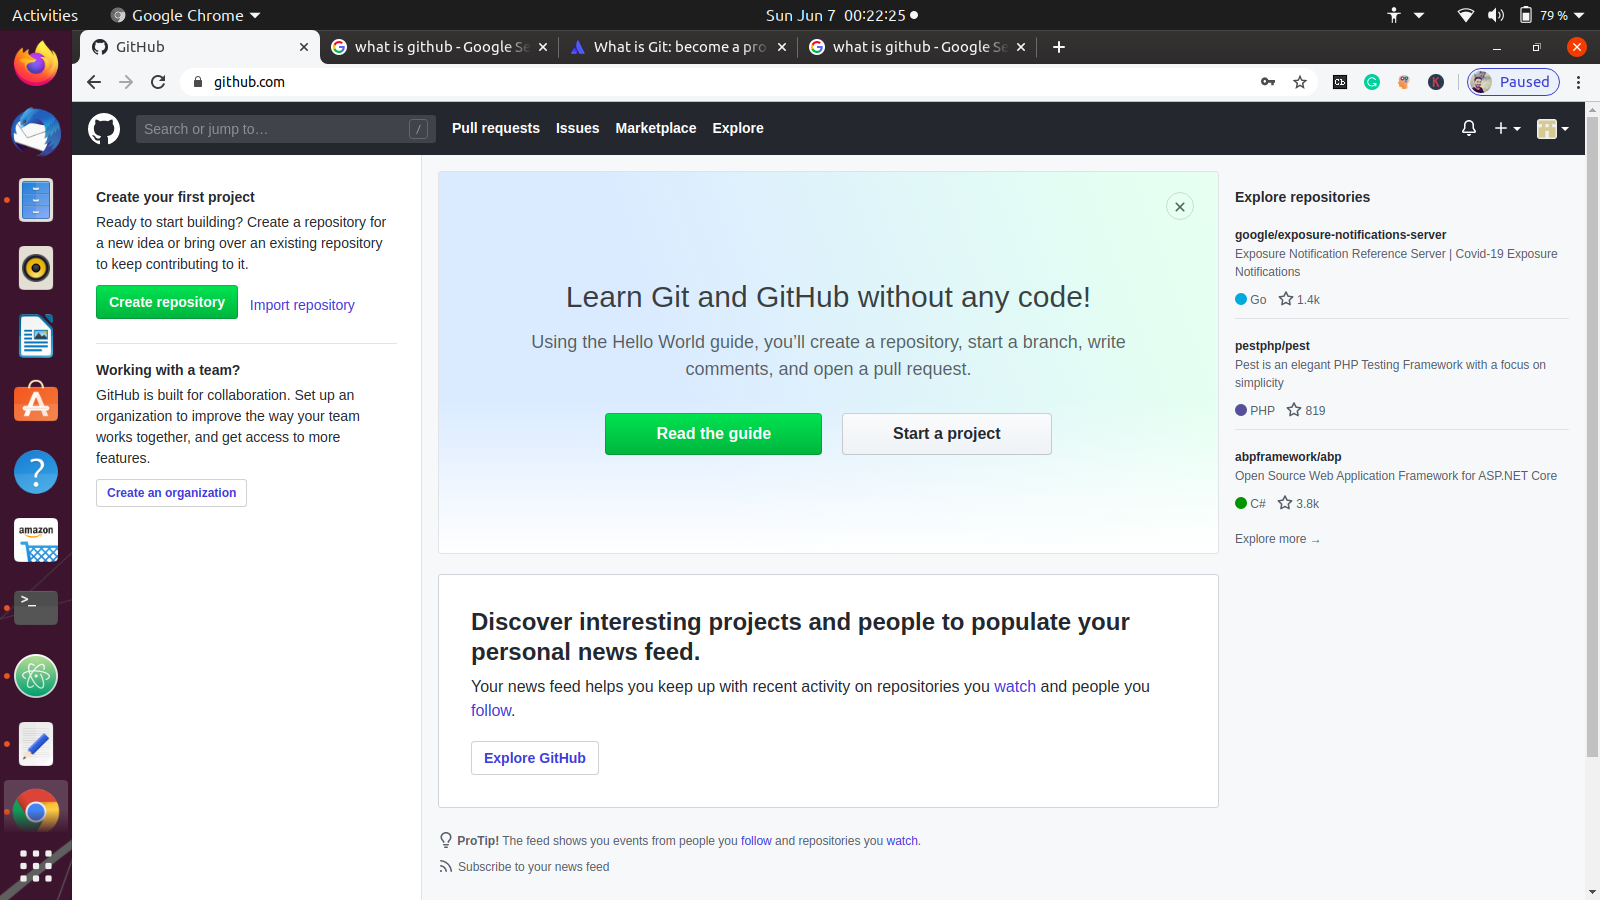 Activities
Google Chrome
Sun Jun 7 00:22:25
79 %
GitHub
what is github - Google Se
What is Git: become a pro
what is github - Google Se
github.com
Paused
Search or jump to…
/
Pull requests
Issues
Marketplace
Explore
Create your first project
Ready to start building? Create a repository for
a new idea or bring over an existing repository
to keep contributing to it.
Create repository
Import repository
Working with a team?
GitHub is built for collaboration. Set up an
organization to improve the way your team
works together, and get access to more
features.
Create an organization
Learn Git and GitHub without any code!
Using the Hello World guide, you’ll create a repository, start a branch, write
comments, and open a pull request.
Read the guide
Start a project
Discover interesting projects and people to populate your
personal news feed.
Your news feed helps you keep up with recent activity on repositories you watch and people you
follow.
Explore GitHub
ProTip! The feed shows you events from people you follow and repositories you watch.
Subscribe to your news feed
Explore repositories
google/exposure-notifications-server
Exposure Notification Reference Server | Covid-19 Exposure
Notifications
Go 1.4k
pestphp/pest
Pest is an elegant PHP Testing Framework with a focus on
simplicity
PHP 819
abpframework/abp
Open Source Web Application Framework for ASP.NET Core
C# 3.8k
Explore more →
amazon
>_
?
Cb
G
K